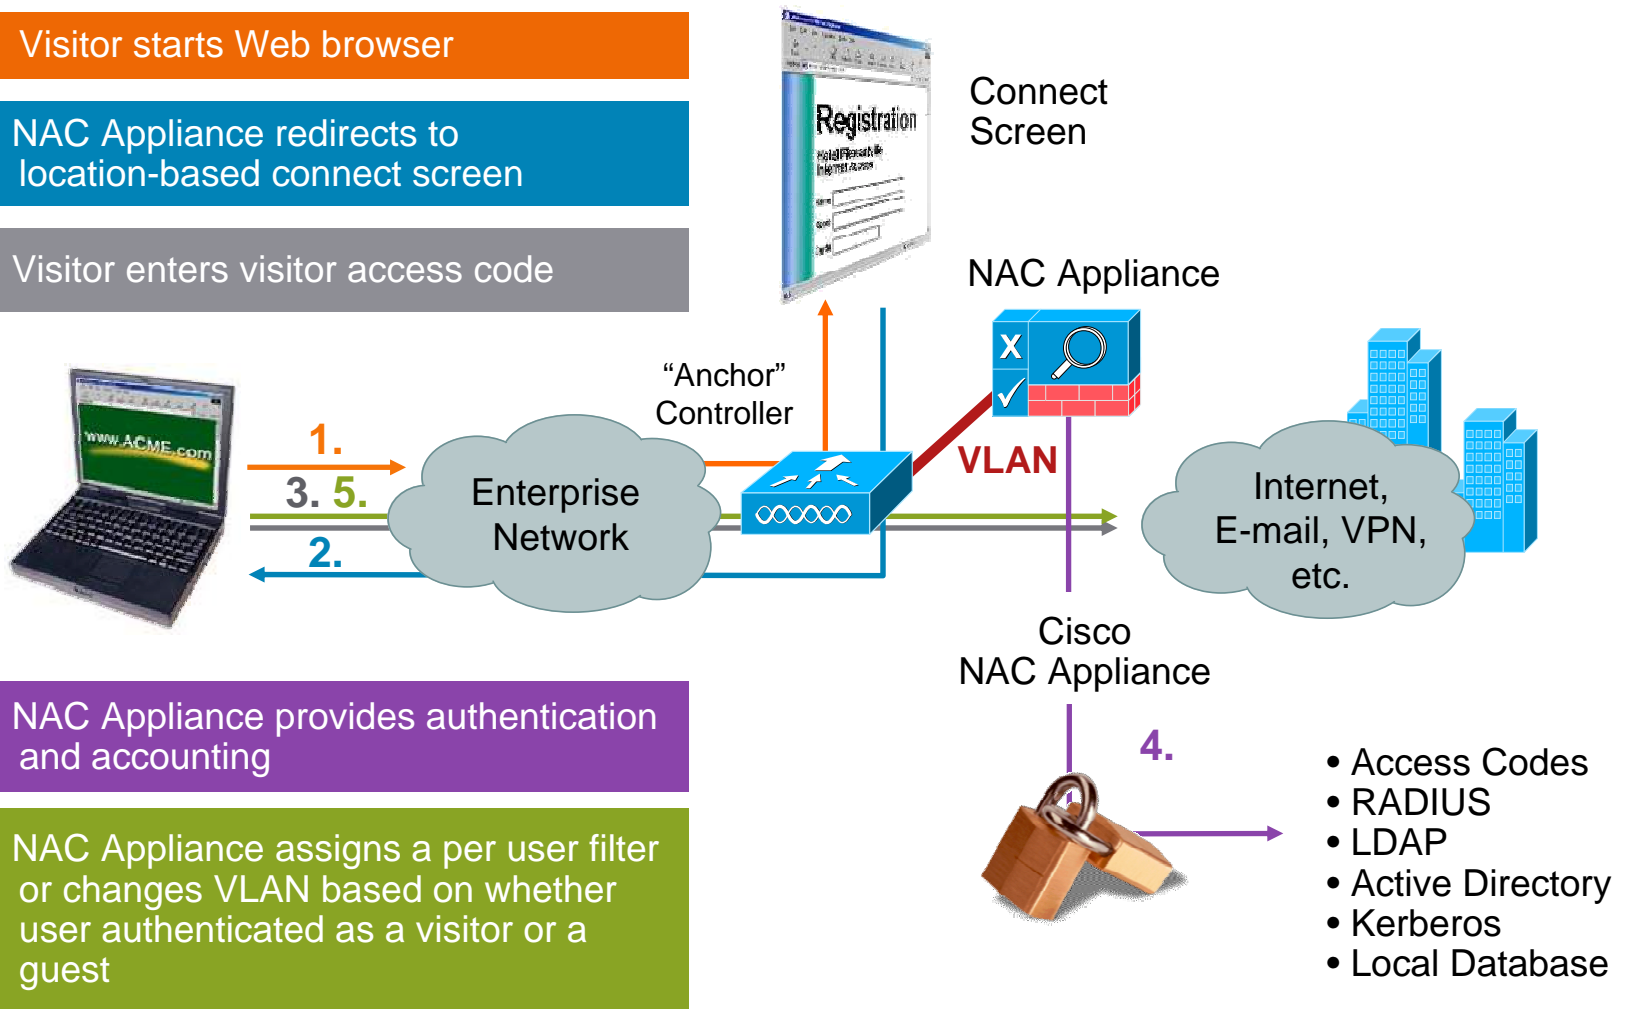 Visitor starts Web browser
NAC Appliance redirects to
location-based connect screen
Visitor enters visitor access code
Registration
Connect
Screen
NAC Appliance
"Anchor"
Controller
VLAN
www.ACME.com
1.
3. 5.
2.
Enterprise
Network
Internet,
E-mail, VPN,
etc.
X
Cisco
NAC Appliance
4.
NAC Appliance provides authentication
and accounting
NAC Appliance assigns a per user filter
or changes VLAN based on whether
user authenticated as a visitor or a
guest
• Access Codes
• RADIUS
• LDAP
• Active Directory
• Kerberos
• Local Database